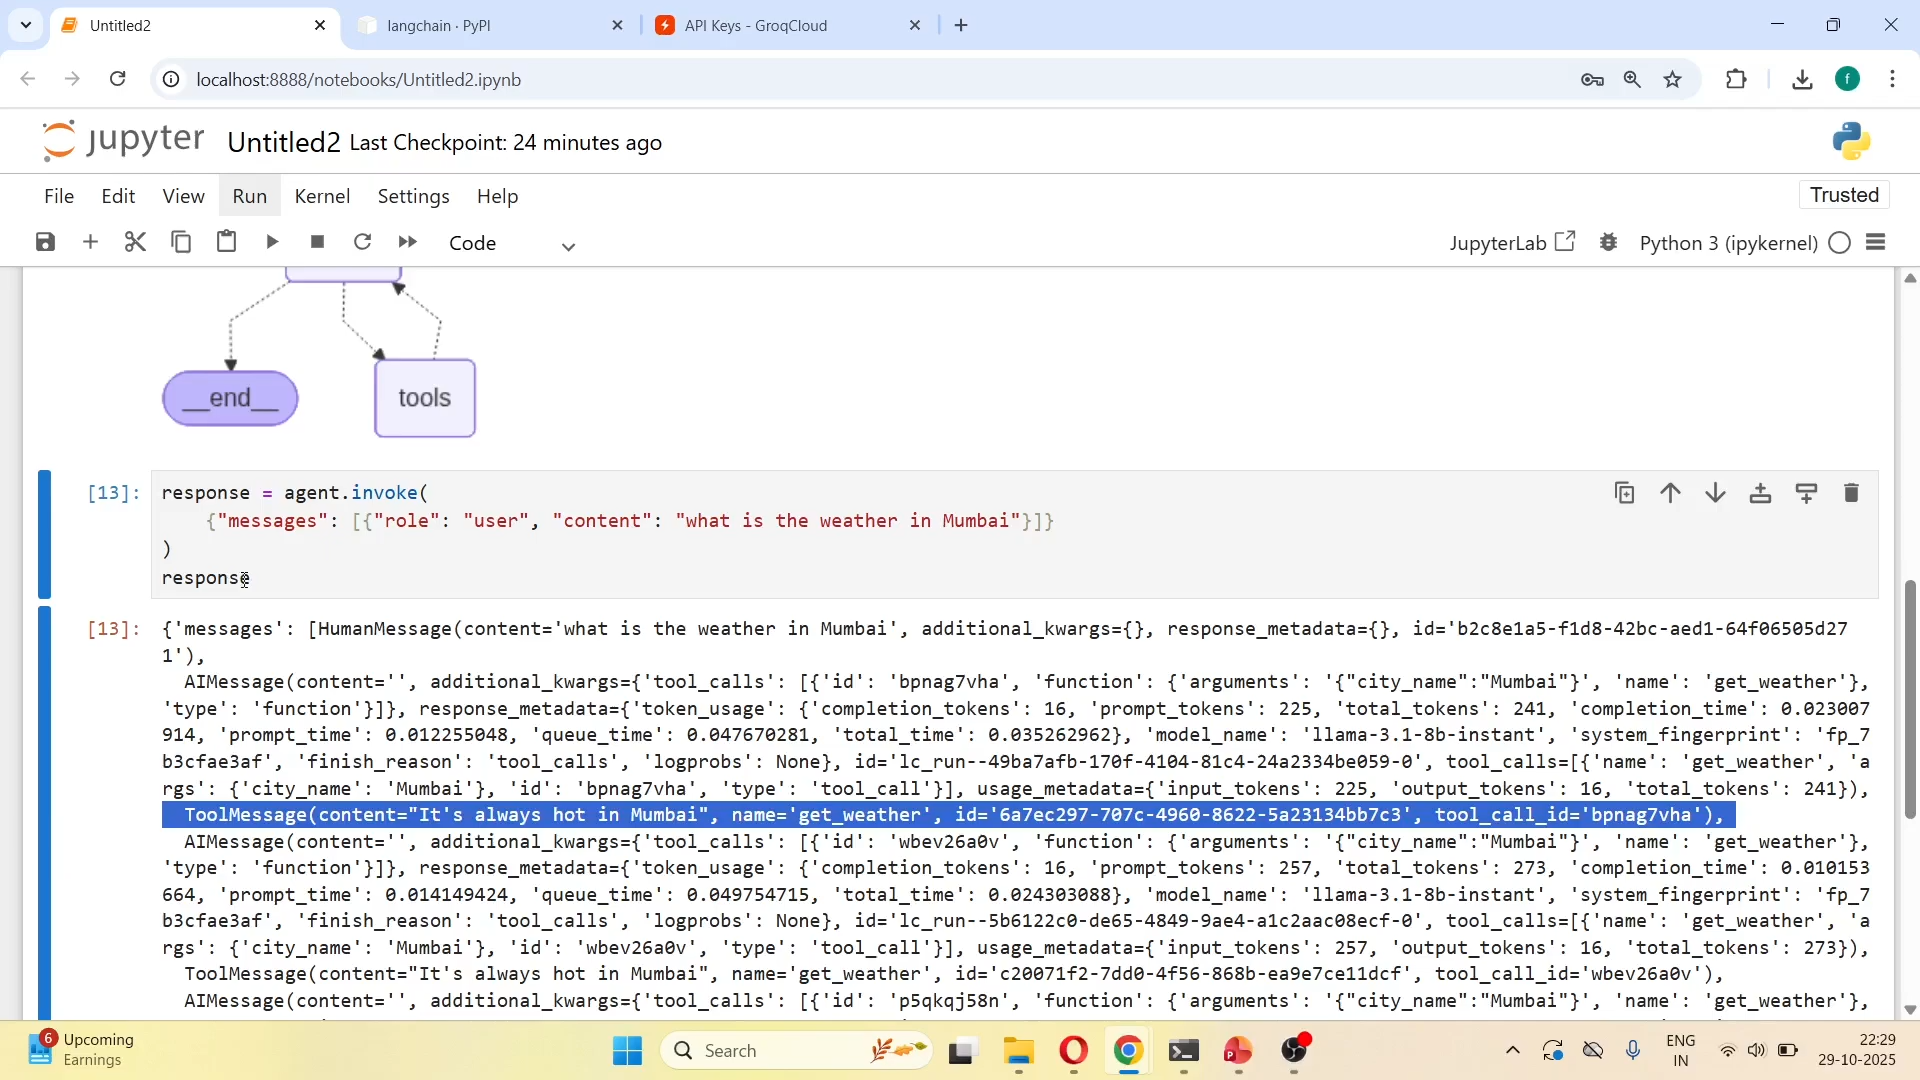 Untitled2
langchain · PyPI
API Keys - GroqCloud
localhost:8888/notebooks/Untitled2.ipynb
f
jupyter Untitled2 Last Checkpoint: 24 minutes ago
File Edit View Run Kernel Settings Help
Trusted
Code
JupyterLab
Python 3 (ipykernel)
__end__
tools
[13]: response = agent.invoke(
{"messages": [{"role": "user", "content": "what is the weather in Mumbai"}]}
)
response
[13]: {'messages': [HumanMessage(content='what is the weather in Mumbai', additional_kwargs={}, response_metadata={}, id='b2c8e1a5-f1d8-42bc-aed1-64f06505d27
1'),
AIMessage(content='', additional_kwargs={'tool_calls': [{'id': 'bpnag7vha', 'function': {'arguments': '{"city_name":"Mumbai"}', 'name': 'get_weather'},
'type': 'function'}]}, response_metadata={'token_usage': {'completion_tokens': 16, 'prompt_tokens': 225, 'total_tokens': 241, 'completion_time': 0.023007
914, 'prompt_time': 0.012255048, 'queue_time': 0.047670281, 'total_time': 0.035262962}, 'model_name': 'llama-3.1-8b-instant', 'system_fingerprint': 'fp_7
b3cfae3af', 'finish_reason': 'tool_calls', 'logprobs': None}, id='lc_run--49ba7afb-170f-4104-81c4-24a2334be059-0', tool_calls=[{'name': 'get_weather', 'a
rgs': {'city_name': 'Mumbai'}, 'id': 'bpnag7vha', 'type': 'tool_call'}], usage_metadata={'input_tokens': 225, 'output_tokens': 16, 'total_tokens': 241}),
ToolMessage(content="It's always hot in Mumbai", name='get_weather', id='6a7ec297-707c-4960-8622-5a23134bb7c3', tool_call_id='bpnag7vha'),
AIMessage(content='', additional_kwargs={'tool_calls': [{'id': 'wbev26a0v', 'function': {'arguments': '{"city_name":"Mumbai"}', 'name': 'get_weather'},
'type': 'function'}]}, response_metadata={'token_usage': {'completion_tokens': 16, 'prompt_tokens': 257, 'total_tokens': 273, 'completion_time': 0.010153
664, 'prompt_time': 0.014149424, 'queue_time': 0.049754715, 'total_time': 0.024303088}, 'model_name': 'llama-3.1-8b-instant', 'system_fingerprint': 'fp_7
b3cfae3af', 'finish_reason': 'tool_calls', 'logprobs': None}, id='lc_run--5b6122c0-de65-4849-9ae4-a1c2aac08ecf-0', tool_calls=[{'name': 'get_weather', 'a
rgs': {'city_name': 'Mumbai'}, 'id': 'wbev26a0v', 'type': 'tool_call'}], usage_metadata={'input_tokens': 257, 'output_tokens': 16, 'total_tokens': 273}),
ToolMessage(content="It's always hot in Mumbai", name='get_weather', id='c20071f2-7dd0-4f56-868b-ea9e7ce11dcf', tool_call_id='wbev26a0v'),
AIMessage(content='', additional_kwargs={'tool_calls': [{'id': 'p5qkqj58n', 'function': {'arguments': '{"city_name":"Mumbai"}', 'name': 'get_weather'},
6
Upcoming
Earnings
Search
ENG
IN
22:29
29-10-2025